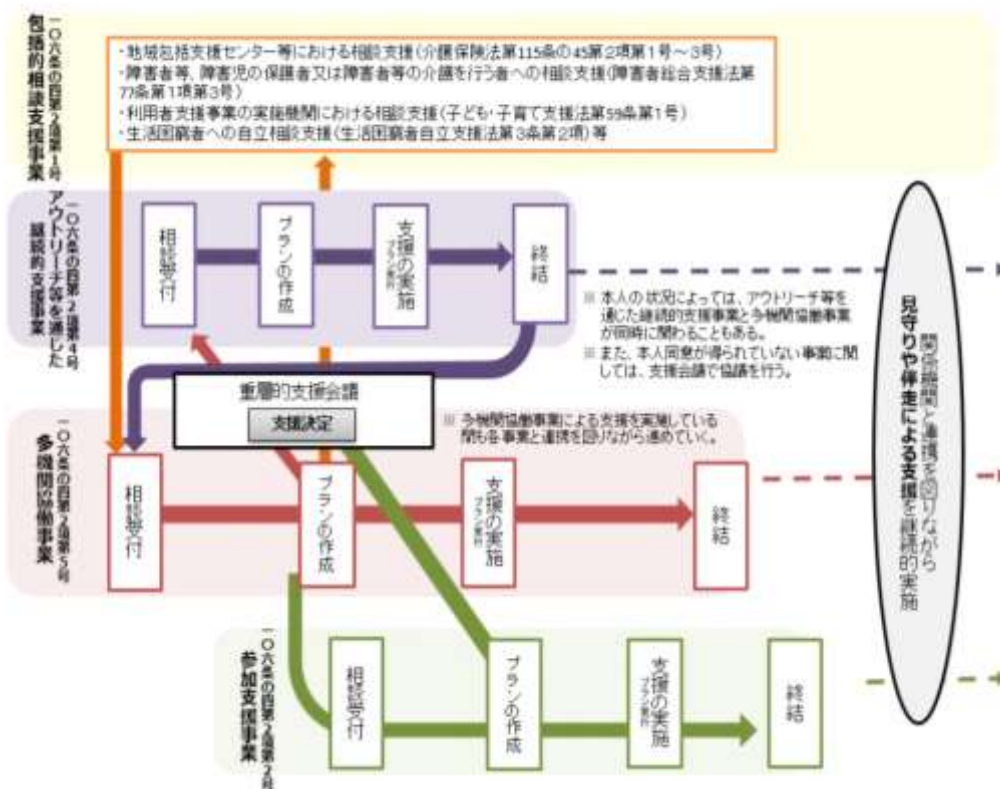 一〇六条の四第2項第1号
包括的相談支援事業
・地域包括支援センター等における相談支援(介護保険法第115条の45第2項第1号～3号)
・障害者等、障害児の保護者又は障害者等の介護を行う者への相談支援(障害者総合支援法第
77条第1項第3号)
・利用者支援事業の実施機関における相談支援(子ども・子育て支援法第59条第1号)
・生活困窮者への自立相談支援(生活困窮者自立支援法第3条第2項)等
一〇六条の四第2項第4号
アウトリーチ等を通じた
継続的支援事業
相談受付
プランの作成
支援の実施
プラン実行
終結
※ 本人の状況によっては、アウトリーチ等を
通じた継続的支援事業と多機関協働事業
が同時に関わることもある。
※ また、本人同意が得られていない事案に関
しては、支援会議で協議を行う。
重層的支援会議
支援決定
※ 多機関協働事業による支援を実施している
間も各事業と連携を図りながら進めていく。
一〇六条の四第2項第5号
多機関協働事業
相談受付
プランの作成
支援の実施
プラン実行
終結
一〇六条の四第2項第2号
参加支援事業
相談受付
プランの作成
支援の実施
プラン実行
終結
関係機関と連携を図りながら
見守りや伴走による支援を継続的実施